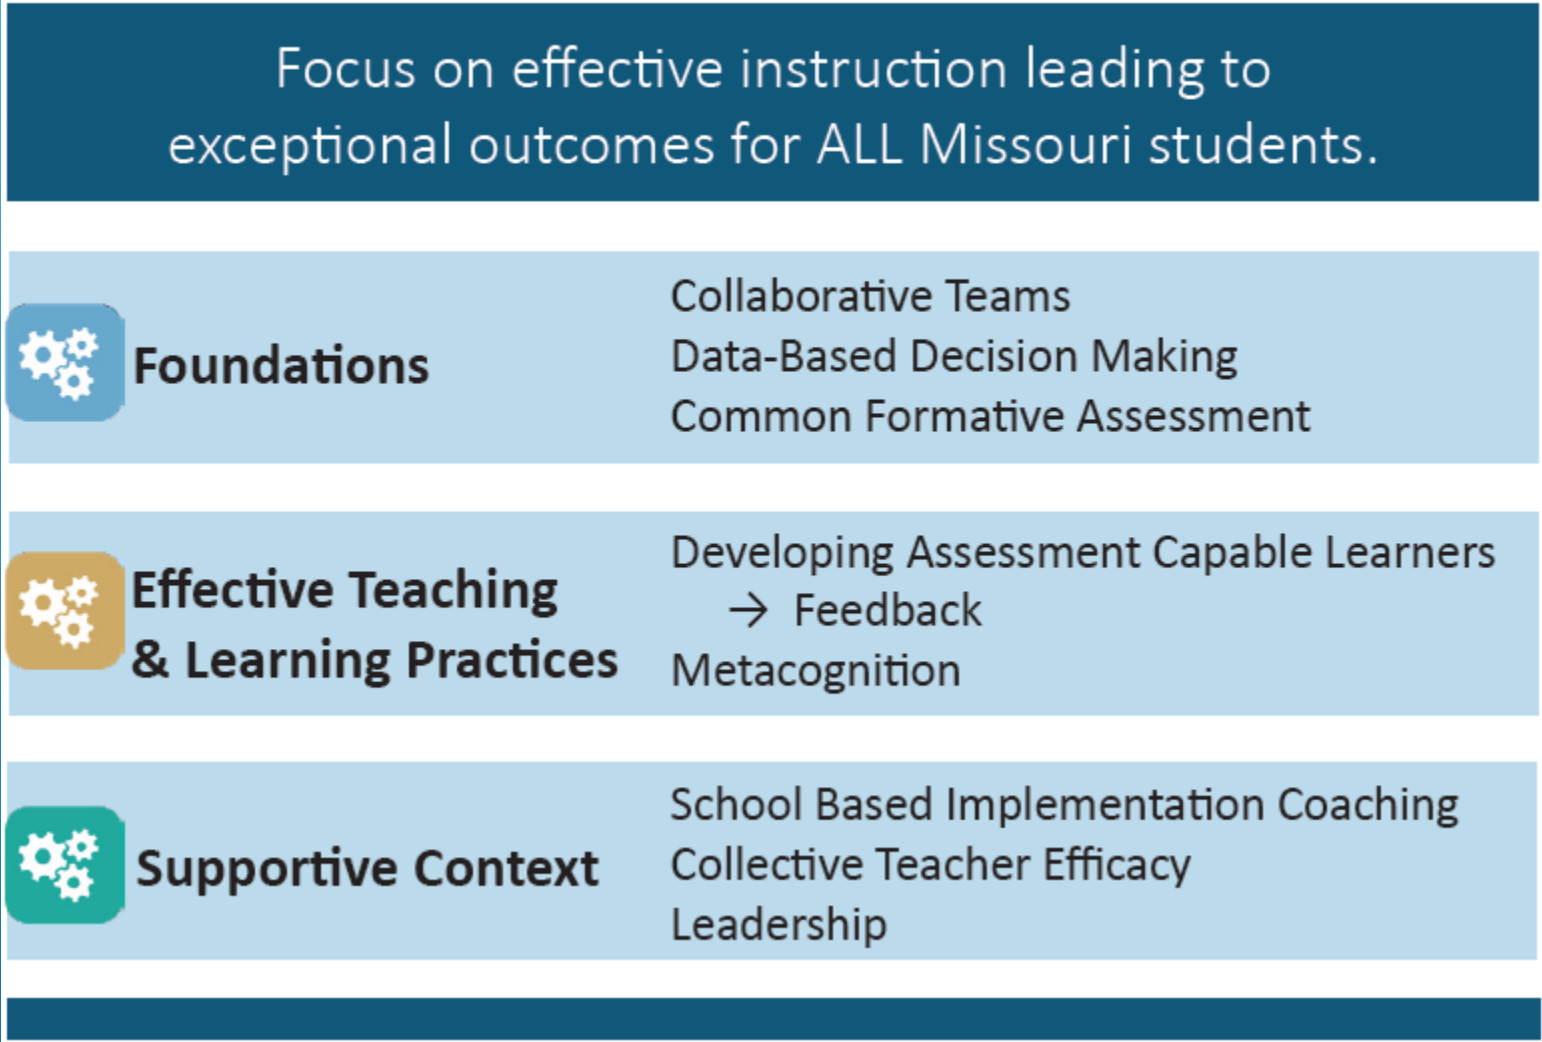 Focus on effective instruction leading to
exceptional outcomes for ALL Missouri students.
Foundations
Collaborative Teams
Data-Based Decision Making
Common Formative Assessment
Effective Teaching
& Learning Practices
Developing Assessment Capable Learners
→ Feedback
Metacognition
Supportive Context
School Based Implementation Coaching
Collective Teacher Efficacy
Leadership